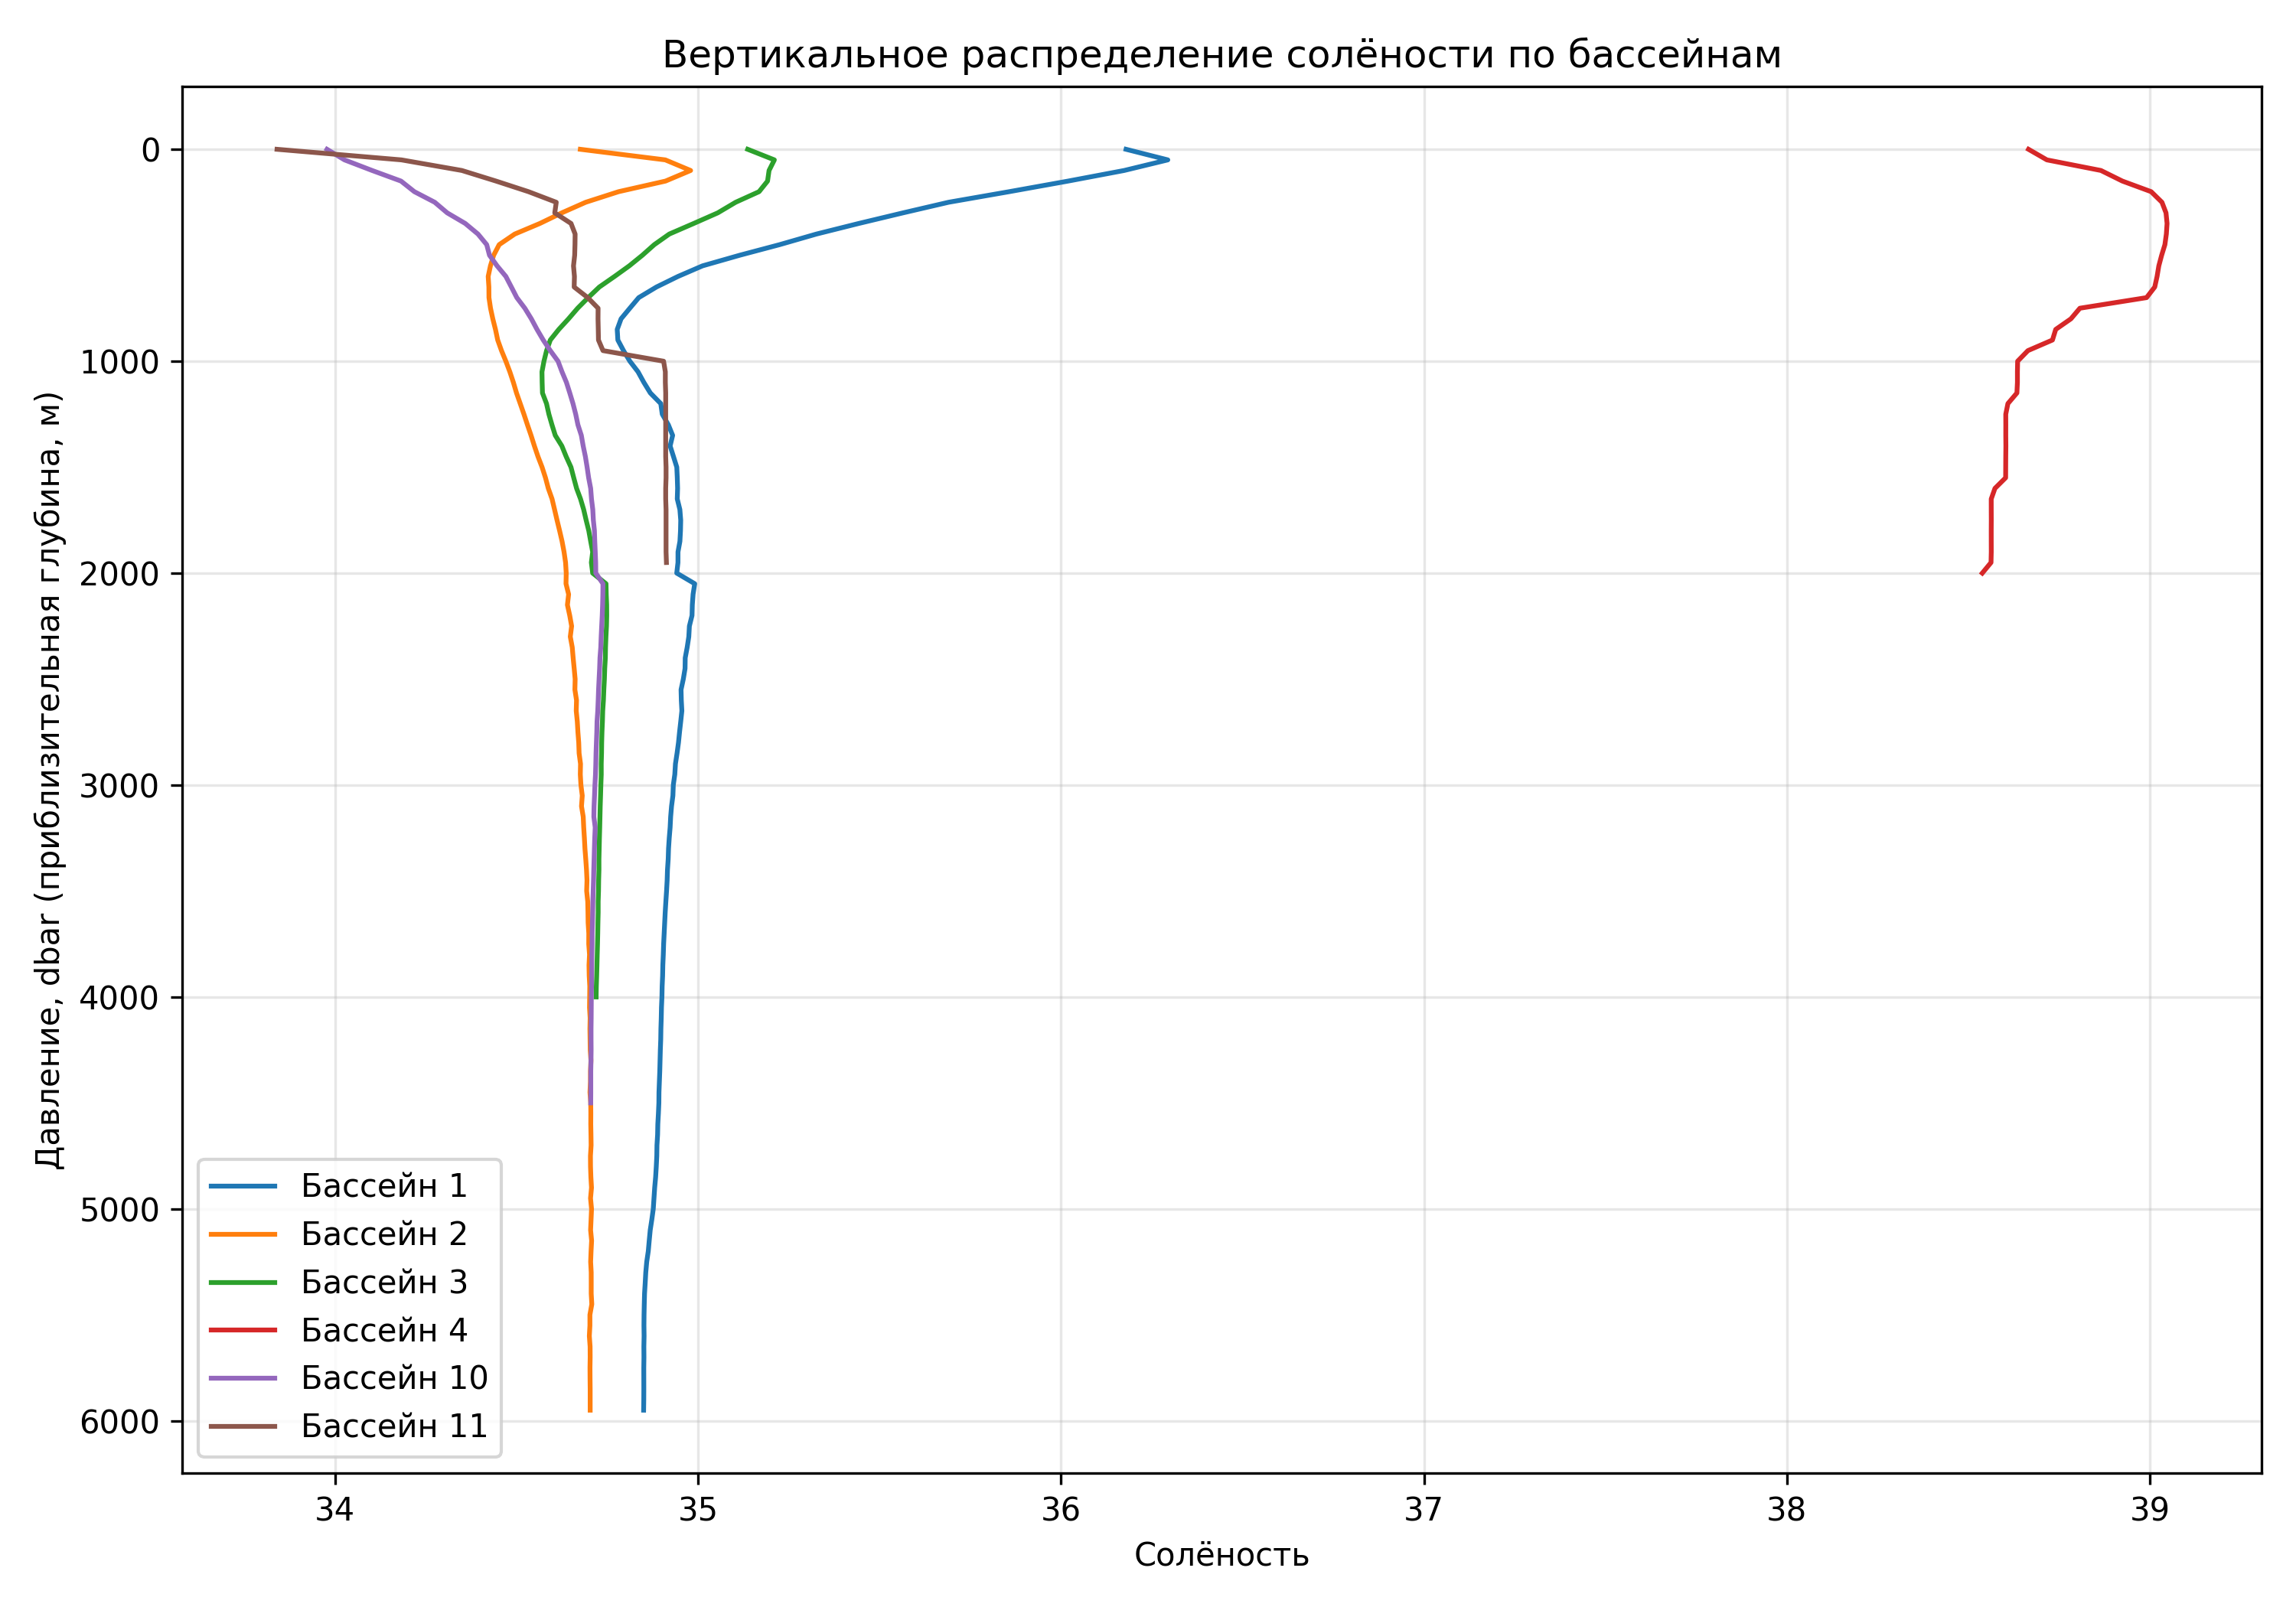 Вертикальное распределение солёности по бассейнам
Давление, dbar (приблизительная глубина, м)
0
1000
2000
3000
4000
5000
6000
Бассейн 1
Бассейн 2
Бассейн 3
Бассейн 4
Бассейн 10
Бассейн 11
34 35 36 37 38 39
Солёность